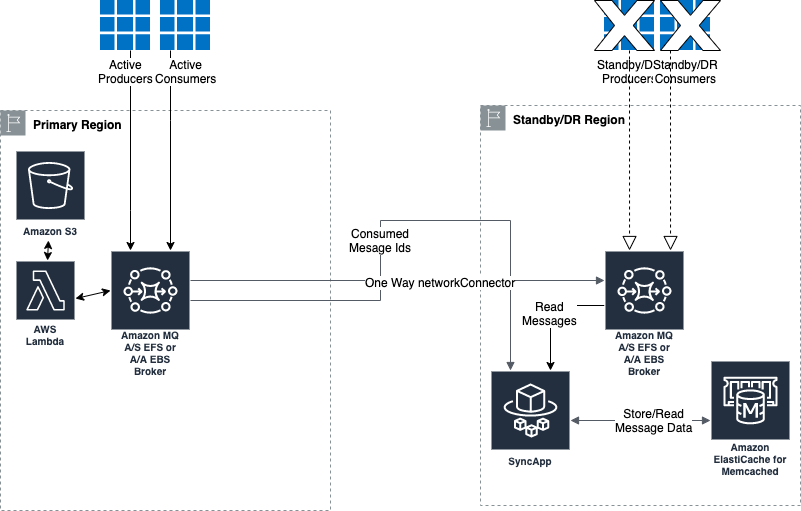 Active
Producers
Active
Consumers
Standby/D
Producers
Standby/DR
Consumers
Primary Region
Standby/DR Region
Amazon S3
Consumed
Mesage Ids
One Way networkConnector
AWS
Lambda
Amazon MQ
A/S EFS or
A/A EBS
Broker
Read
Messages
Amazon MQ
A/S EFS or
A/A EBS
Broker
Store/Read
Message Data
M
SyncApp
Amazon
ElastiCache for
Memcached